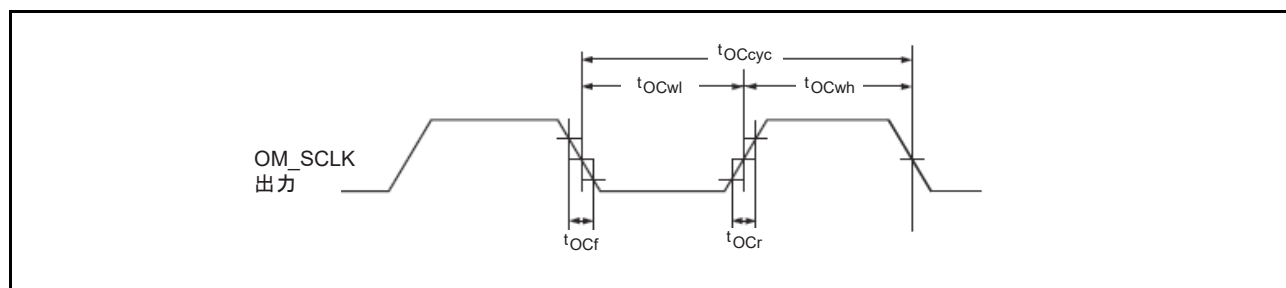 tOCcyc
tOCwl
tOCwh
OM_SCLK
出力
tOCf
tOCr